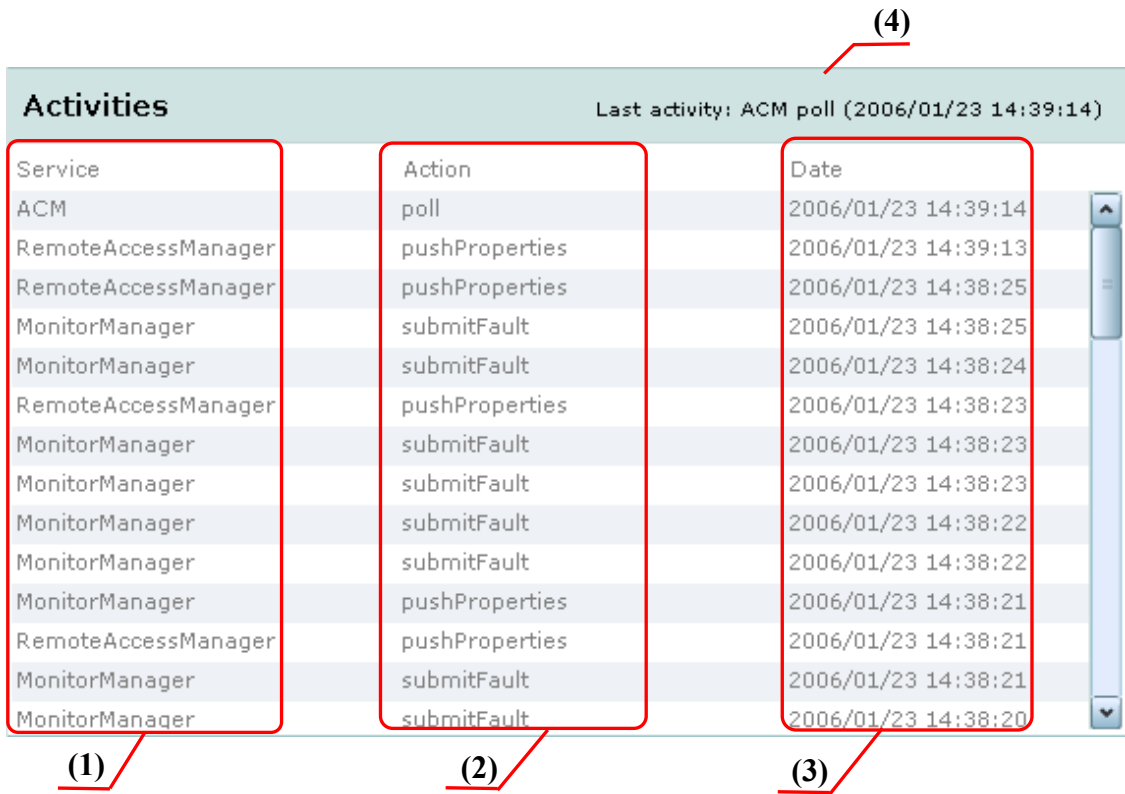 (4)
Activities Last activity: ACM poll (2006/01/23 14:39:14)
Service Action Date
ACM poll 2006/01/23 14:39:14
RemoteAccessManager pushProperties 2006/01/23 14:39:13
RemoteAccessManager pushProperties 2006/01/23 14:38:25
MonitorManager submitFault 2006/01/23 14:38:25
MonitorManager submitFault 2006/01/23 14:38:24
RemoteAccessManager pushProperties 2006/01/23 14:38:23
MonitorManager submitFault 2006/01/23 14:38:23
MonitorManager submitFault 2006/01/23 14:38:23
MonitorManager submitFault 2006/01/23 14:38:22
MonitorManager submitFault 2006/01/23 14:38:22
MonitorManager pushProperties 2006/01/23 14:38:21
RemoteAccessManager pushProperties 2006/01/23 14:38:21
MonitorManager submitFault 2006/01/23 14:38:21
MonitorManager submitFault 2006/01/23 14:38:20
(1) (2) (3)